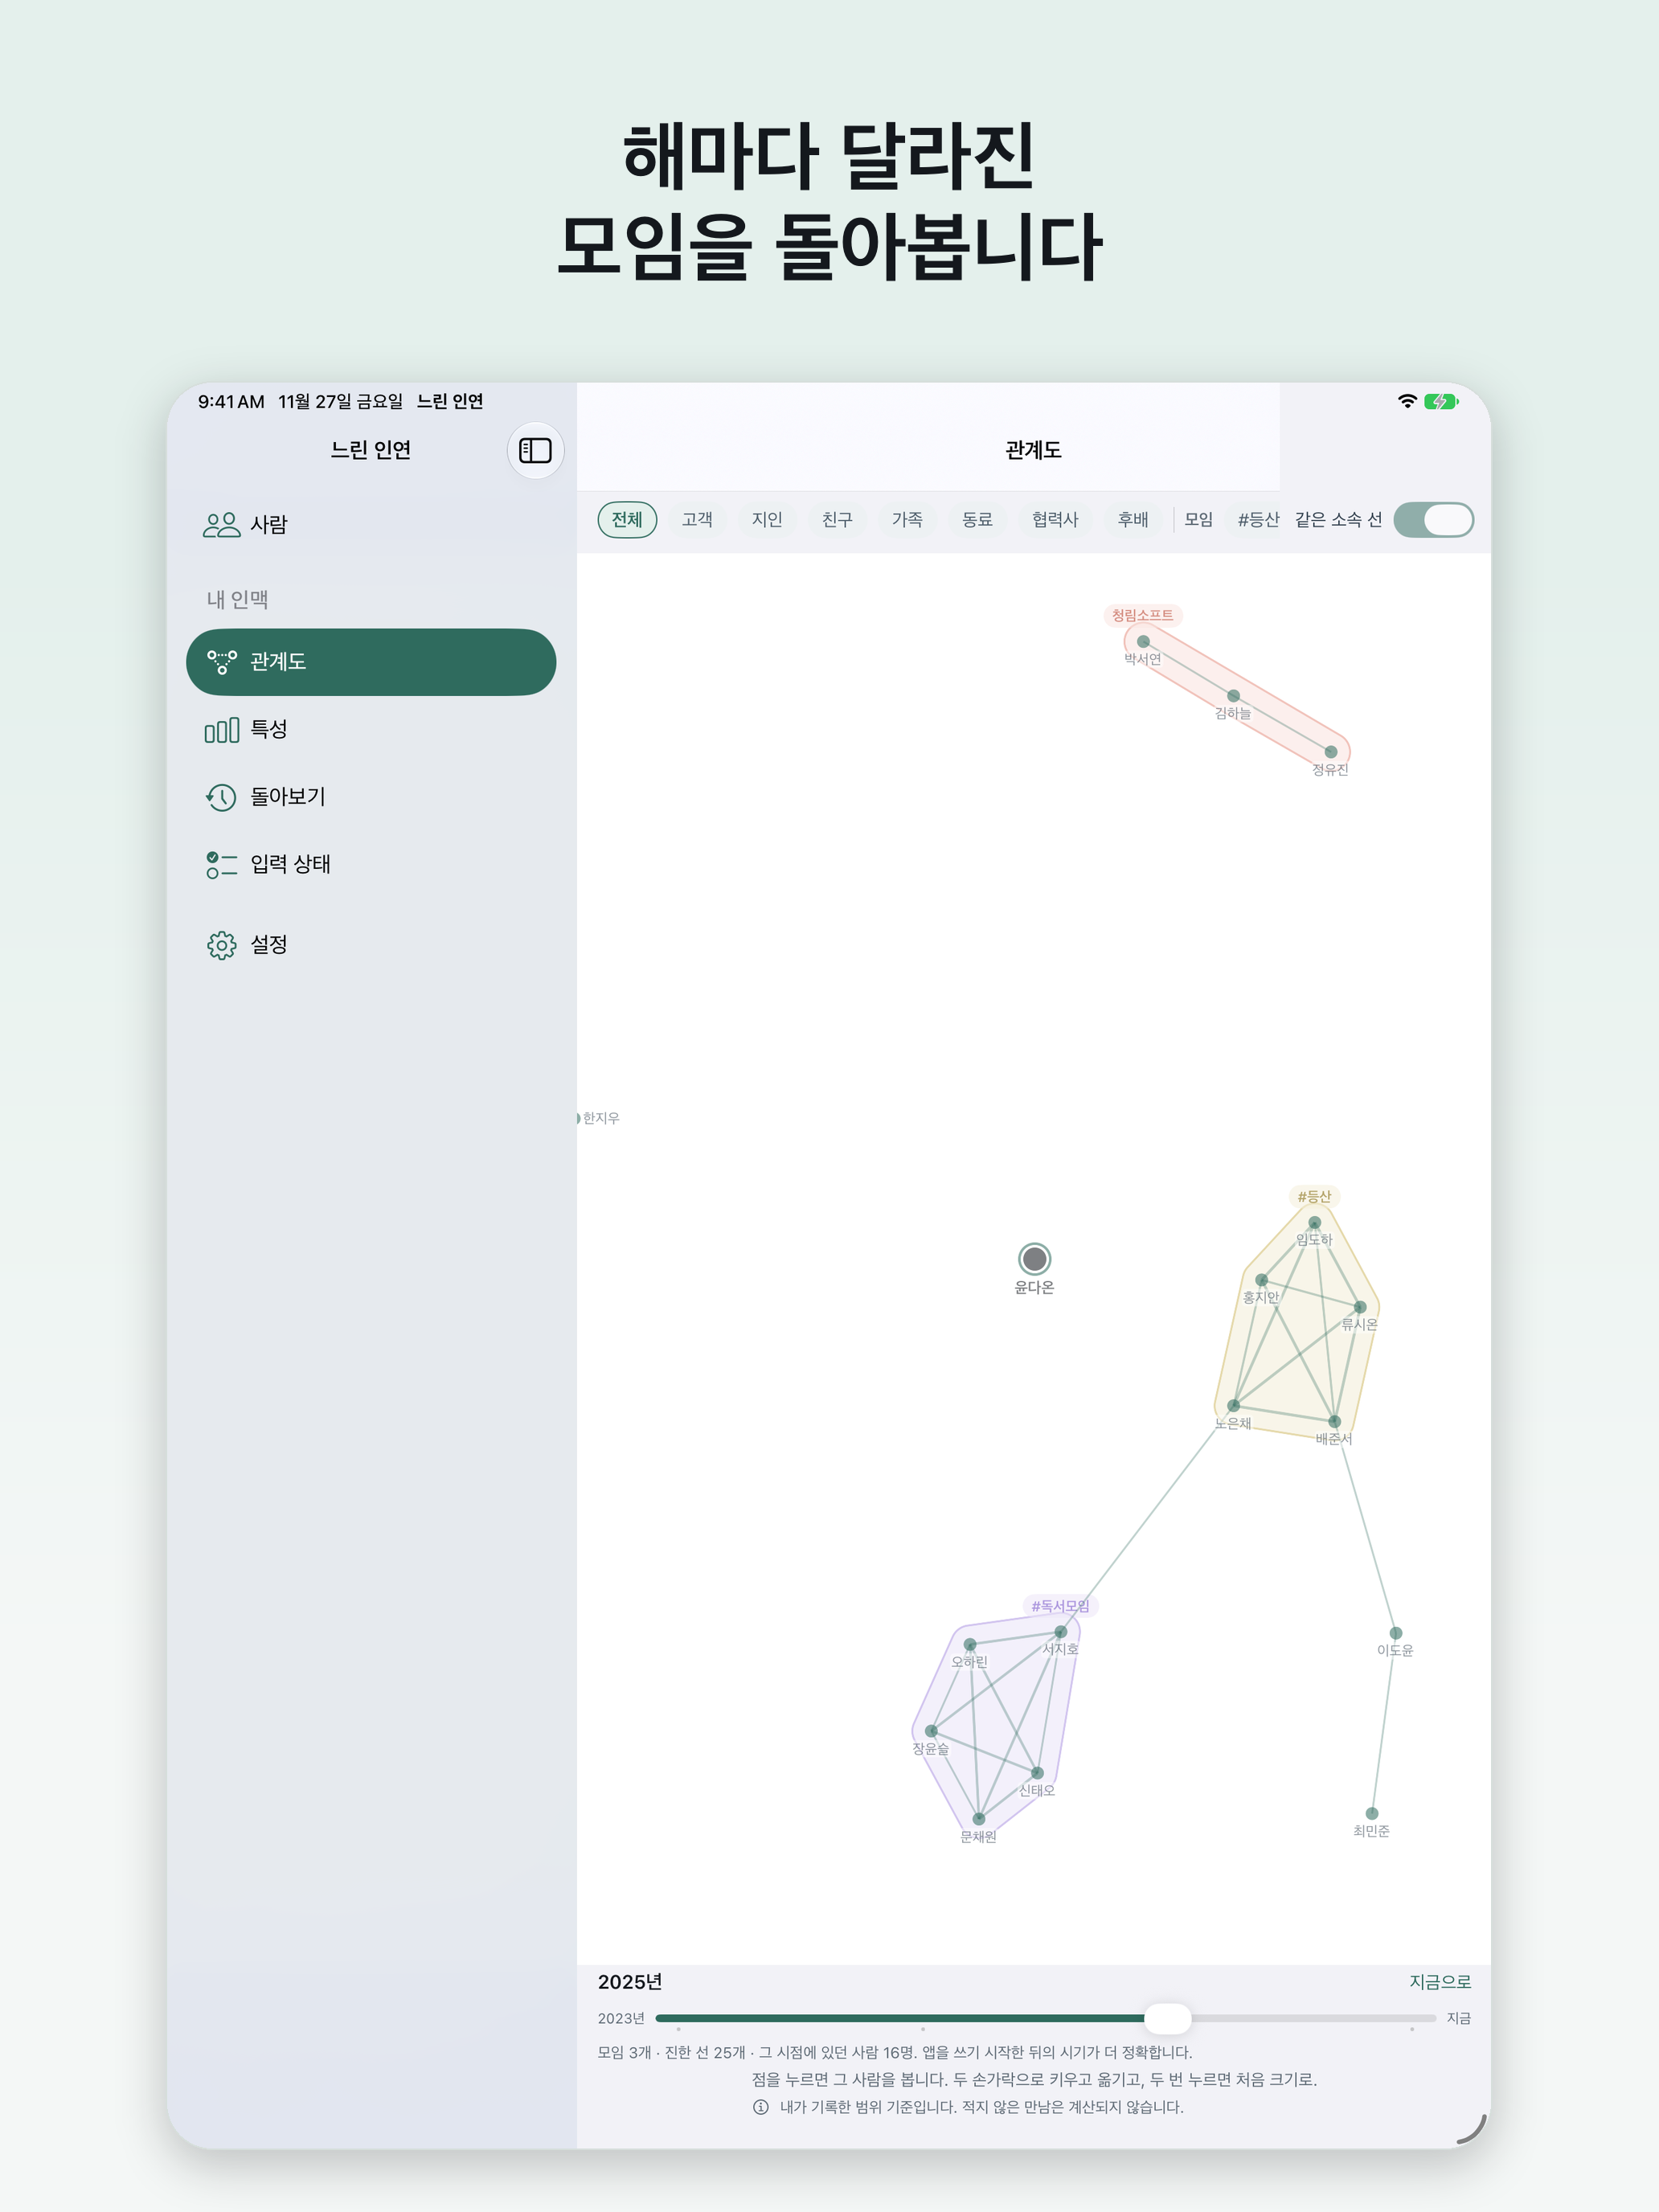 해마다 달라진
모임을 돌아봅니다
9:41 AM 11월 27일 금요일 느린 인연
느린 인연
관계도
사람
내 인맥
관계도
특성
돌아보기
입력 상태
설정
전체 고객 지인 친구 가족 동료 협력사 후배 모임 #등산 같은 소속 선
청림소프트
박서연
김하늘
정유진
한지우
#등산
임도하
윤다온
홍지안
류시온
노은채
배준서
#독서모임
서지호
오하린
이도윤
장윤슬
신태오
최민준
문채원
2025년 지금으로
2023년 지금
모임 3개 · 진한 선 25개 · 그 시점에 있던 사람 16명. 앱을 쓰기 시작한 뒤의 시기가 더 정확합니다.
점을 누르면 그 사람을 봅니다. 두 손가락으로 키우고 옮기고, 두 번 누르면 처음 크기로.
내가 기록한 범위 기준입니다. 적지 않은 만남은 계산되지 않습니다.